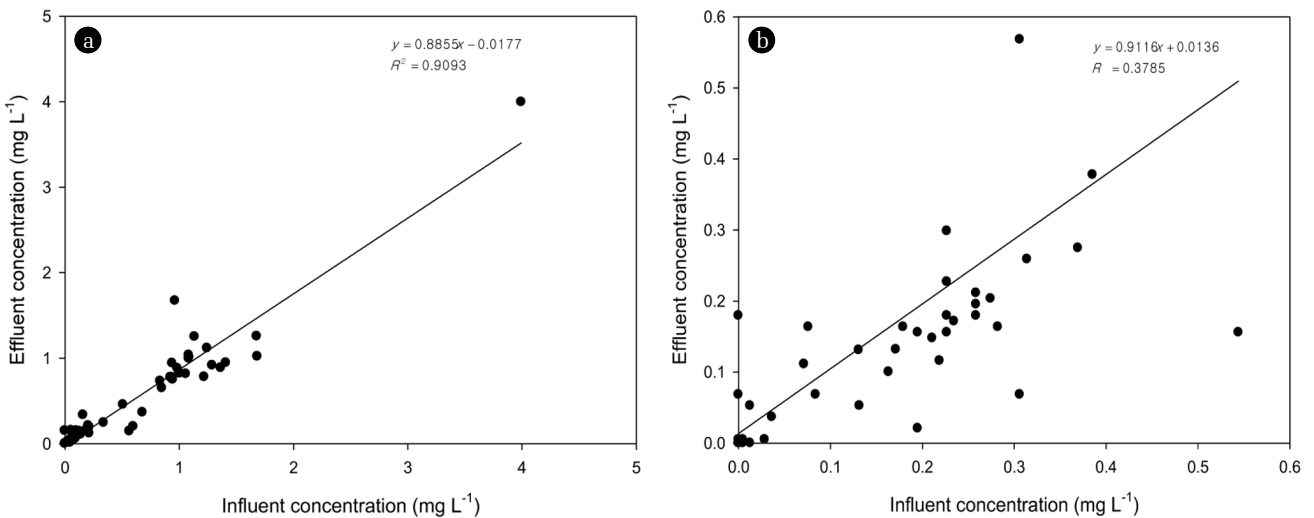 a
y = 0.8855x – 0.0177
R² = 0.9093
Effluent concentration (mg L⁻¹)
5
4
3
2
1
0
0 1 2 3 4 5
Influent concentration (mg L⁻¹)
b
y = 0.9116x + 0.0136
R = 0.3785
Effluent concentration (mg L⁻¹)
0.6
0.5
0.4
0.3
0.2
0.1
0.0
0.0 0.1 0.2 0.3 0.4 0.5 0.6
Influent concentration (mg L⁻¹)